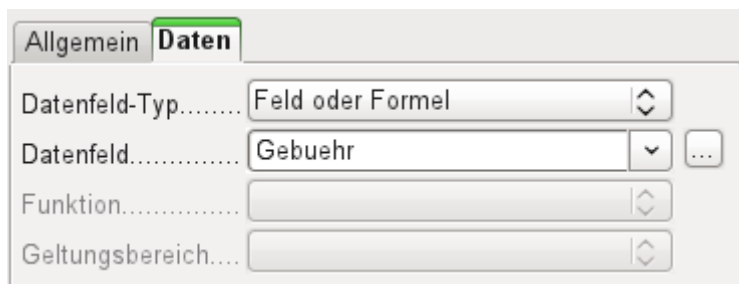 Allgemein Daten
Datenfeld-Typ........ Feld oder Formel
Datenfeld.............. Gebuehr ...
Funktion...............
Geltungsbereich....